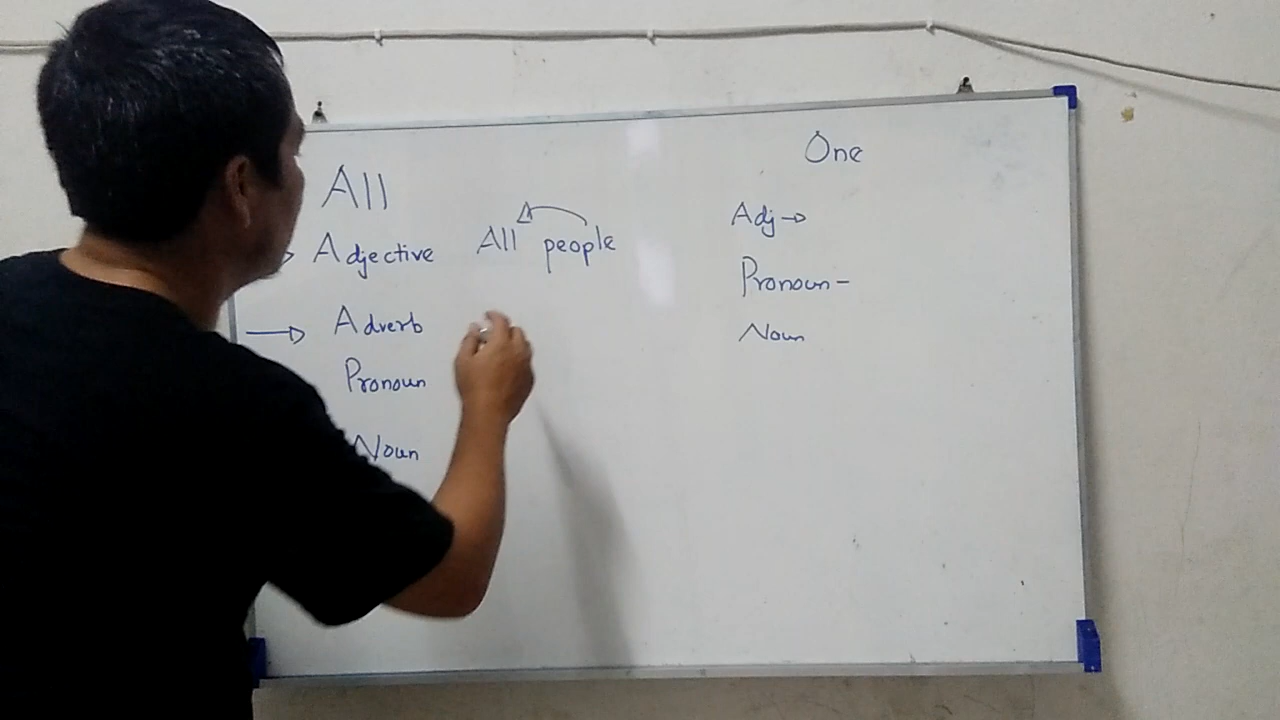 All
Adjective
All people
Adverb
Pronoun
Noun
One
Adj→
Pronoun-
Noun